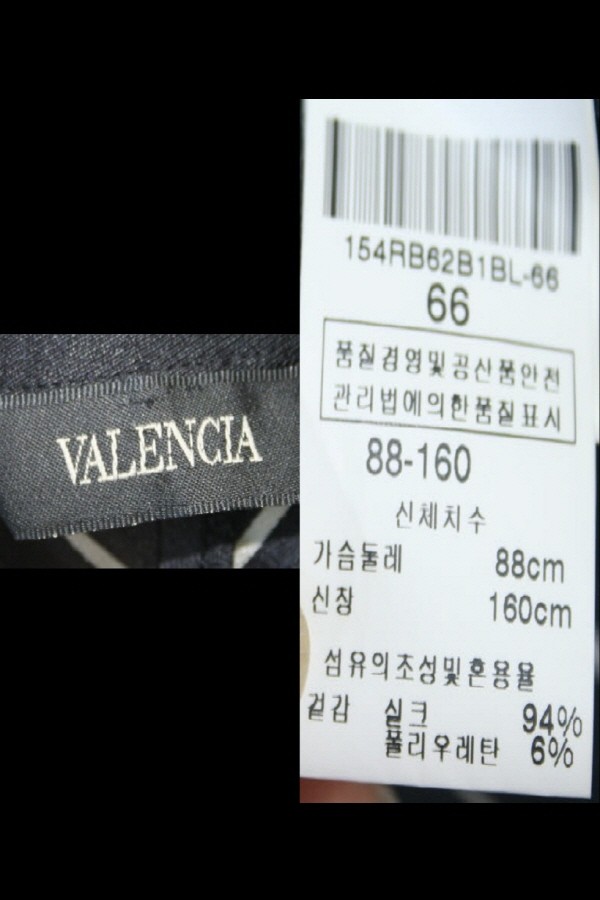 VALENCIA
154RB62B1BL-66
66
품질경영및공산품안전
관리법에의한품질표시
88-160
신체치수
가슴둘레 88cm
신장 160cm
섬유의조성및혼용율
겉감 실크 94%
폴리우레탄 6%